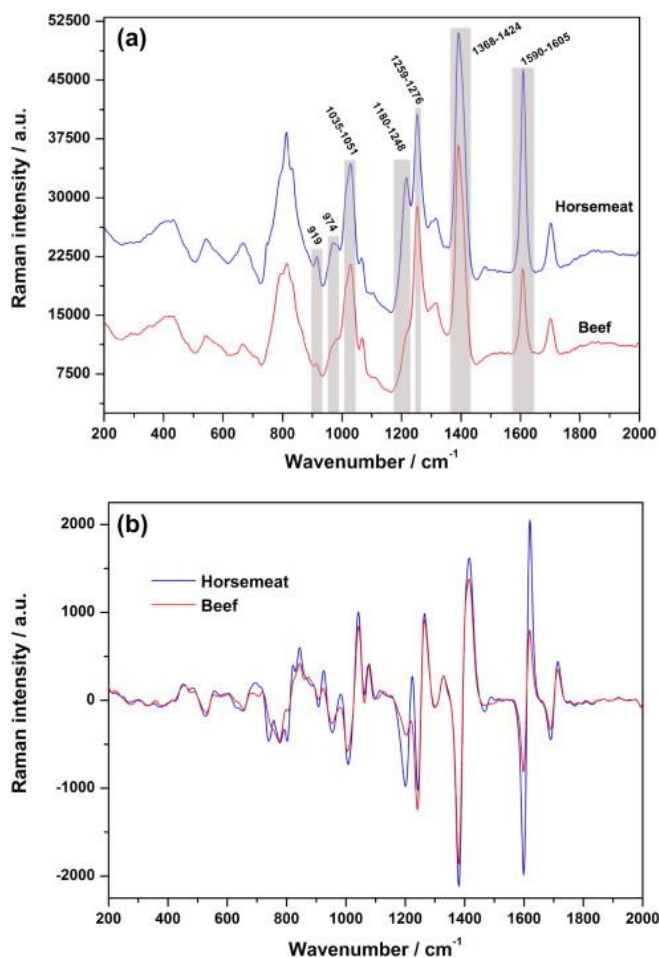 (a)
52500
45000
37500
30000
22500
15000
7500
Raman intensity / a.u.
919
974
1035-1051
1180-1248
1259-1276
1368-1424
1590-1605
Horsemeat
Beef
200 400 600 800 1000 1200 1400 1600 1800 2000
Wavenumber / cm⁻¹
(b)
2000
1000
0
-1000
-2000
Raman intensity / a.u.
Horsemeat
Beef
200 400 600 800 1000 1200 1400 1600 1800 2000
Wavenumber / cm⁻¹